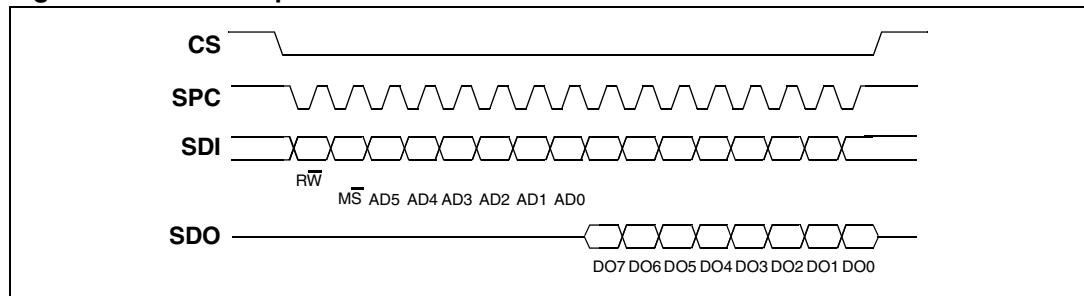 CS
SPC
SDI
RW̅
MS̅ AD5 AD4 AD3 AD2 AD1 AD0
SDO
DO7 DO6 DO5 DO4 DO3 DO2 DO1 DO0